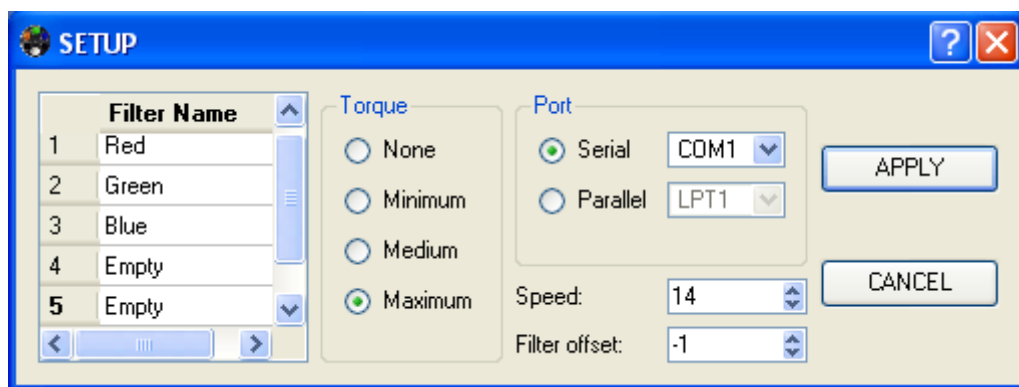 SETUP
Filter Name
1 Red
2 Green
3 Blue
4 Empty
5 Empty
Torque
None
Minimum
Medium
Maximum
Port
Serial COM1
Parallel LPT1
Speed: 14
Filter offset: -1
APPLY
CANCEL